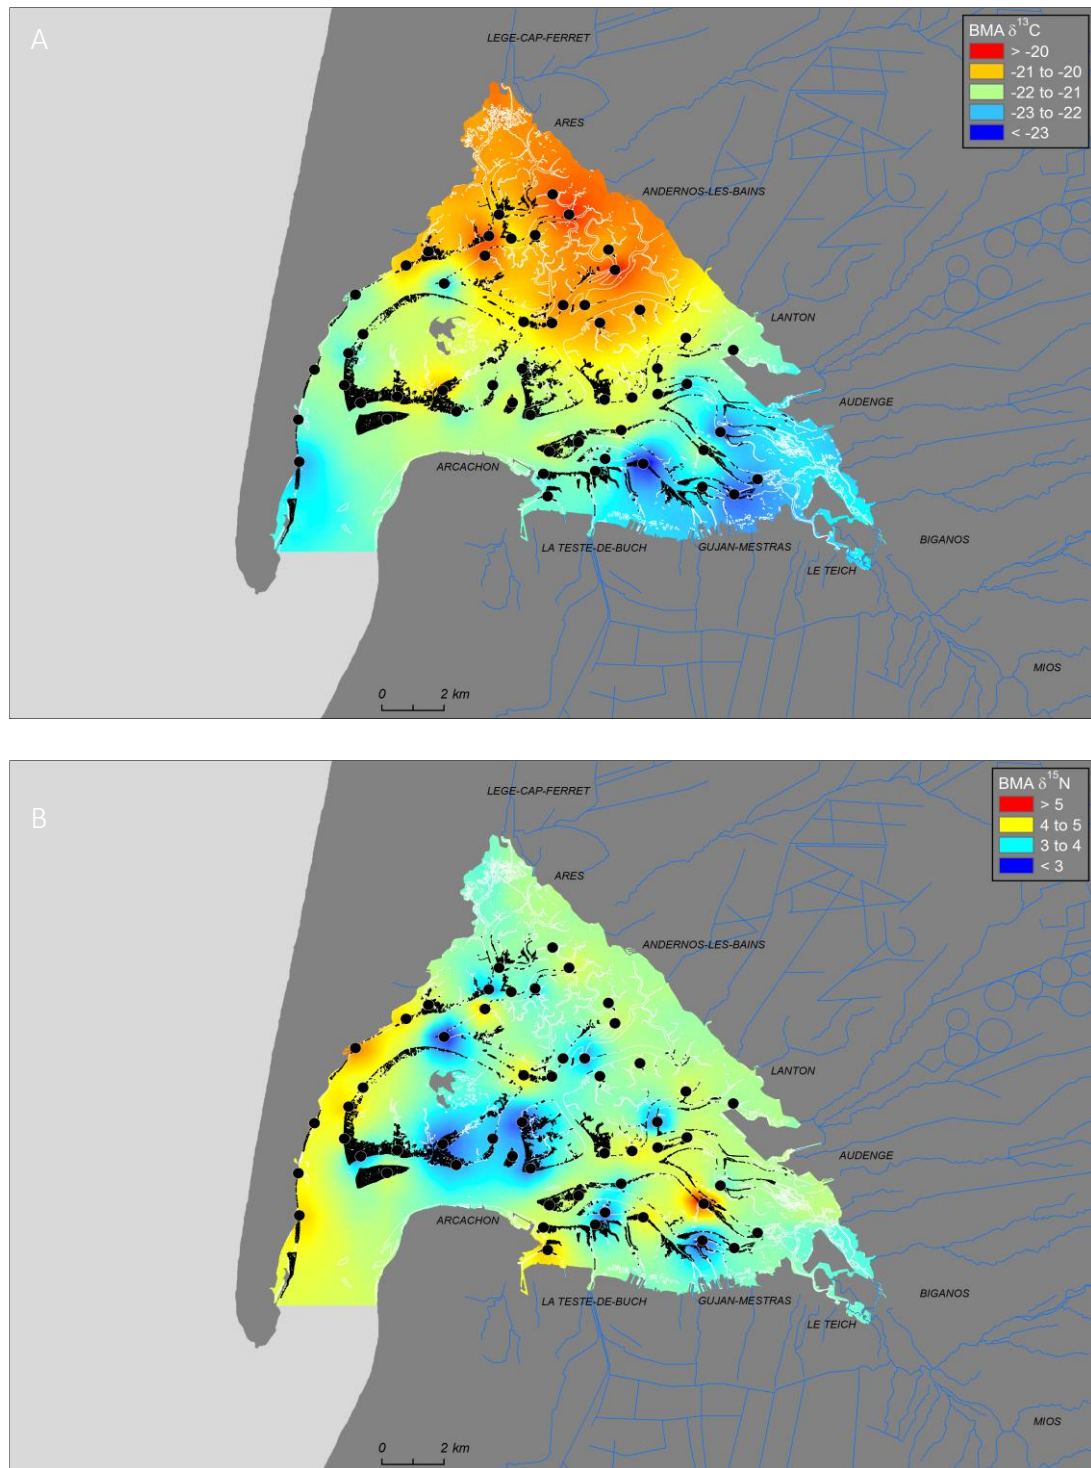 A
LEGE-CAP-FERRET
BMA δ¹³C
> -20
-21 to -20
-22 to -21
-23 to -22
< -23
ARES
ANDERNOS-LES-BAINS
LANTON
AUDENGE
ARCACHON
LA TESTE-DE-BUCH
GUJAN-MESTRAS
BIGANOS
LE TEICH
MIOS
0 2 km
B
LEGE-CAP-FERRET
BMA δ¹⁵N
> 5
4 to 5
3 to 4
< 3
ARES
ANDERNOS-LES-BAINS
LANTON
AUDENGE
ARCACHON
LA TESTE-DE-BUCH
GUJAN-MESTRAS
BIGANOS
LE TEICH
MIOS
0 2 km